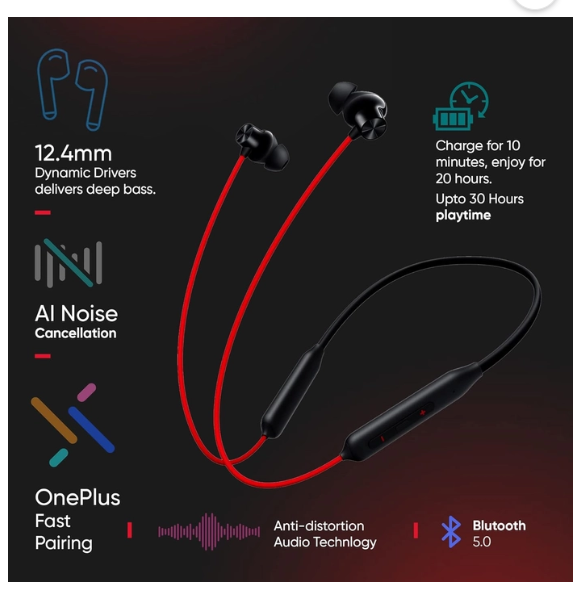 12.4mm
Dynamic Drivers
delivers deep bass.
Charge for 10
minutes, enjoy for
20 hours.
Upto 30 Hours
playtime
AI Noise
Cancellation
OnePlus
Fast
Pairing
Anti-distortion
Audio Technlogy
Blutooth
5.0